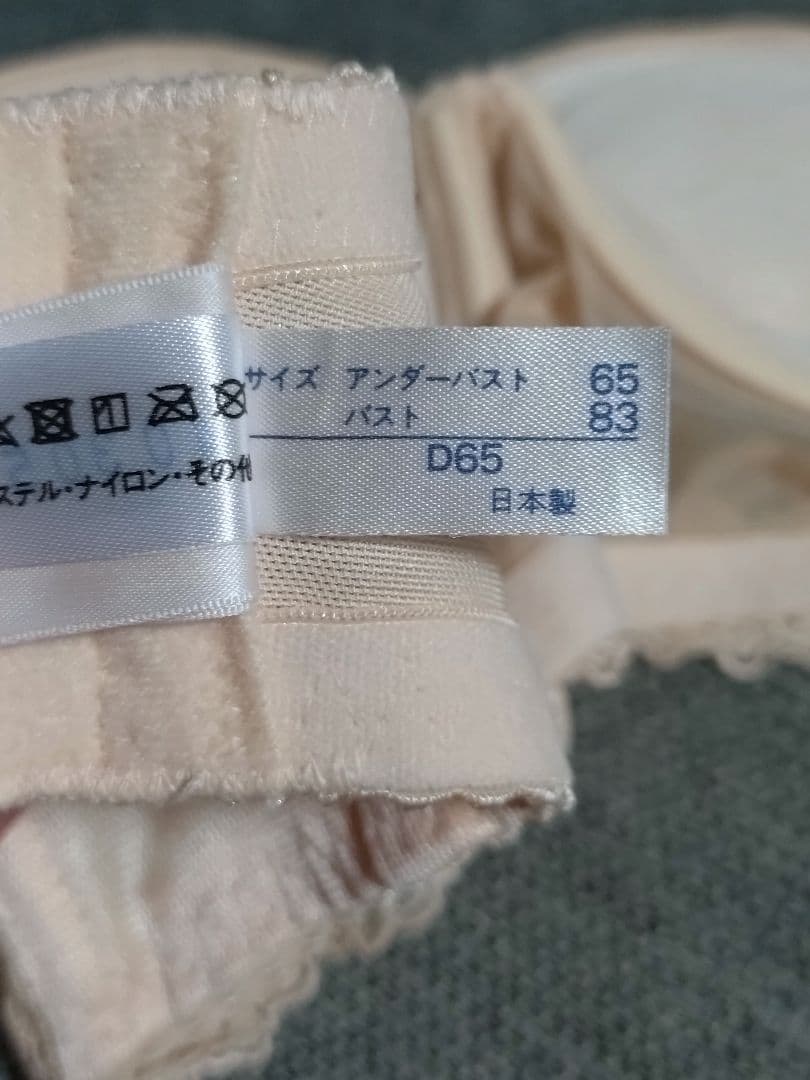 サイズ アンダーバスト 65
バスト 83
D65
日本製
ステル・ナイロン・その他